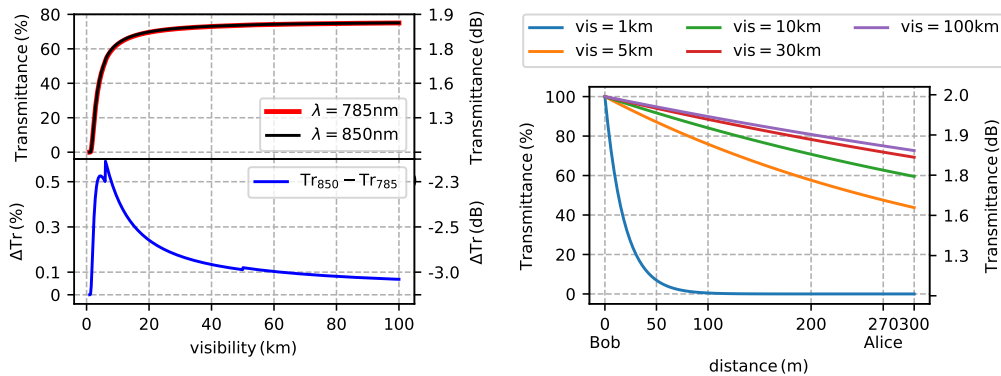 Transmittance (%)
80
60
40
20
0
1.9
1.8
1.6
1.3
Transmittance (dB)
λ = 785nm
λ = 850nm
ΔTr (%)
0.5
0.3
0.1
0
-2.3
-2.5
-3.0
ΔTr (dB)
Tr850 − Tr785
0 20 40 60 80 100
visibility (km)
vis = 1km vis = 10km vis = 100km
vis = 5km vis = 30km
Transmittance (%)
100
80
60
40
20
0
2.0
1.9
1.8
1.6
1.3
Transmittance (dB)
0 50 100 200 270 300
Bob Alice
distance (m)